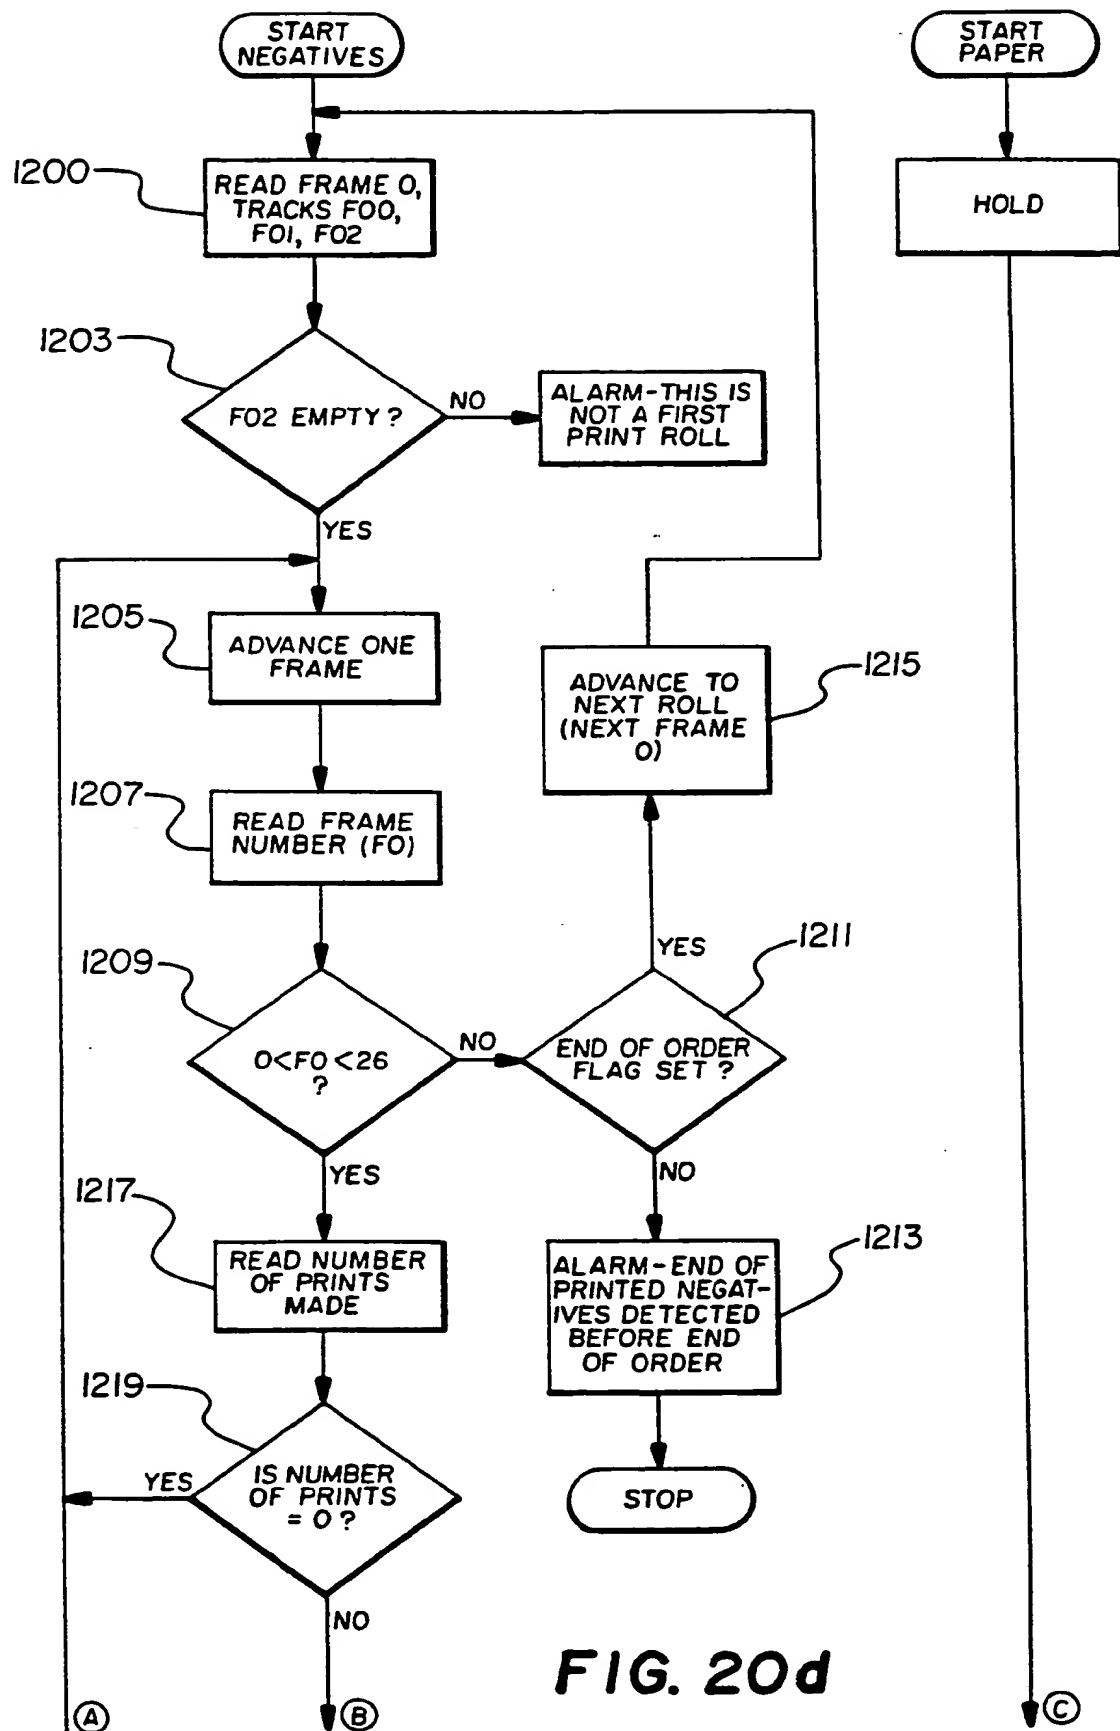 START
NEGATIVES
START
PAPER
1200
READ FRAME 0,
TRACKS F00,
F01, F02
HOLD
1203
F02 EMPTY?
NO
ALARM-THIS IS
NOT A FIRST
PRINT ROLL
YES
1205
ADVANCE ONE
FRAME
ADVANCE TO
NEXT ROLL
(NEXT FRAME
0)
1215
1207
READ FRAME
NUMBER (F0)
1209
0<F0<26
?
NO
YES
1211
END OF ORDER
FLAG SET?
YES
NO
1217
READ NUMBER
OF PRINTS
MADE
1213
ALARM-END OF
PRINTED NEGAT-
IVES DETECTED
BEFORE END
OF ORDER
1219
YES
IS NUMBER
OF PRINTS
= 0?
STOP
NO
FIG. 20d
A
B
C